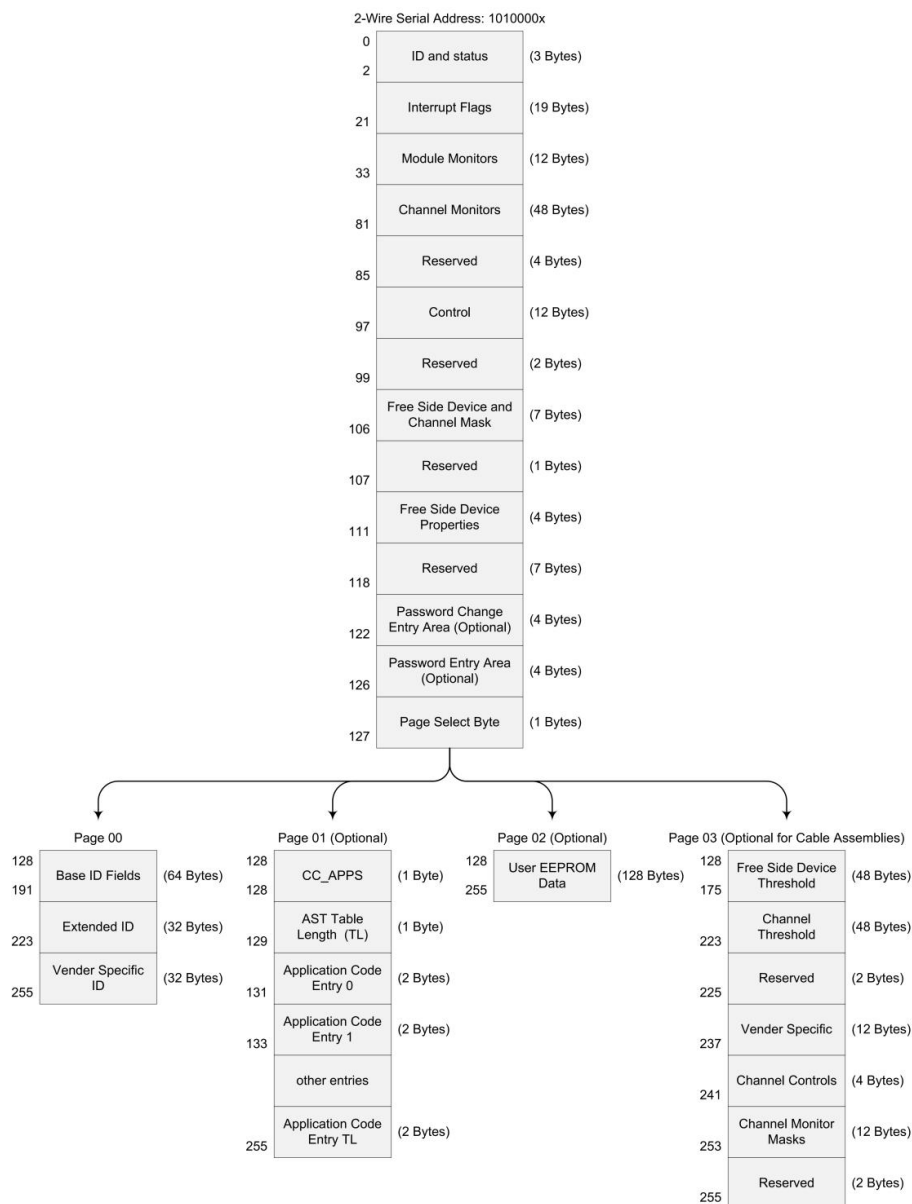 2-Wire Serial Address: 1010000x
0
ID and status (3 Bytes)
2
Interrupt Flags (19 Bytes)
21
Module Monitors (12 Bytes)
33
Channel Monitors (48 Bytes)
81
Reserved (4 Bytes)
85
Control (12 Bytes)
97
Reserved (2 Bytes)
99
Free Side Device and
Channel Mask (7 Bytes)
106
Reserved (1 Bytes)
107
Free Side Device
Properties (4 Bytes)
111
Reserved (7 Bytes)
118
Password Change
Entry Area (Optional) (4 Bytes)
122
Password Entry Area
(Optional) (4 Bytes)
126
Page Select Byte (1 Bytes)
127
Page 00
128
Base ID Fields (64 Bytes)
191
Extended ID (32 Bytes)
223
Vender Specific
ID (32 Bytes)
255
Page 01 (Optional)
128
CC_APPS (1 Byte)
128
AST Table
Length (TL) (1 Byte)
129
Application Code
Entry 0 (2 Bytes)
131
Application Code
Entry 1 (2 Bytes)
133
other entries
Application Code
Entry TL (2 Bytes)
255
Page 02 (Optional)
128
User EEPROM
Data (128 Bytes)
255
Page 03 (Optional for Cable Assemblies)
128
Free Side Device
Threshold (48 Bytes)
175
Channel
Threshold (48 Bytes)
223
Reserved (2 Bytes)
225
Vender Specific (12 Bytes)
237
Channel Controls (4 Bytes)
241
Channel Monitor
Masks (12 Bytes)
253
Reserved (2 Bytes)
255